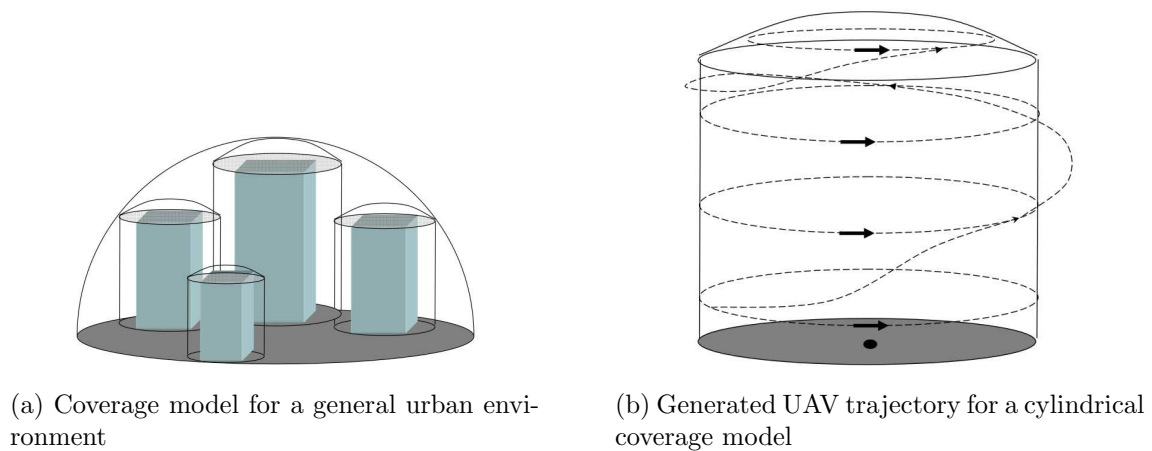 (a) Coverage model for a general urban envi-
ronment
(b) Generated UAV trajectory for a cylindrical
coverage model